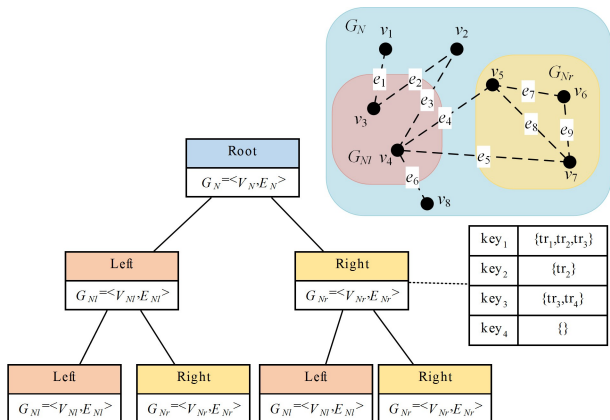 G_N
v_1
v_2
e_1
e_2
e_3
v_3
v_4
G_Nl
e_4
v_5
e_7
G_Nr
v_6
e_8
e_9
e_5
v_7
e_6
v_8
Root
G_N=<V_N,E_N>
Left
G_Nl=<V_Nl,E_Nl>
Right
G_Nr=<V_Nr,E_Nr>
key_1 {tr_1,tr_2,tr_3}
key_2 {tr_2}
key_3 {tr_3,tr_4}
key_4 {}
Left
G_Nl=<V_Nl,E_Nl>
Right
G_Nr=<V_Nr,E_Nr>
Left
G_Nl=<V_Nl,E_Nl>
Right
G_Nr=<V_Nr,E_Nr>